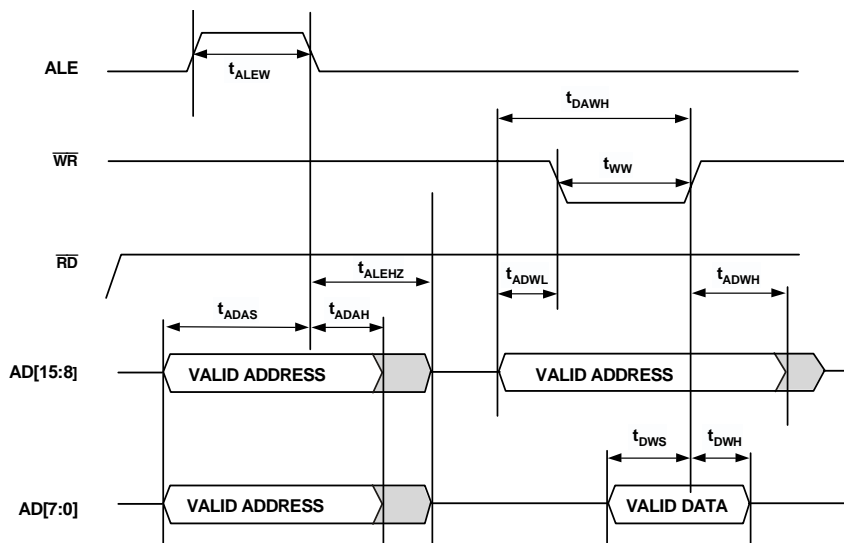 ALE
tALEW
tDAWH
WR
tWW
RD
tALEHZ
tADWL
tADWH
tADAS
tADAH
AD[15:8]
VALID ADDRESS
VALID ADDRESS
tDWS
tDWH
AD[7:0]
VALID ADDRESS
VALID DATA